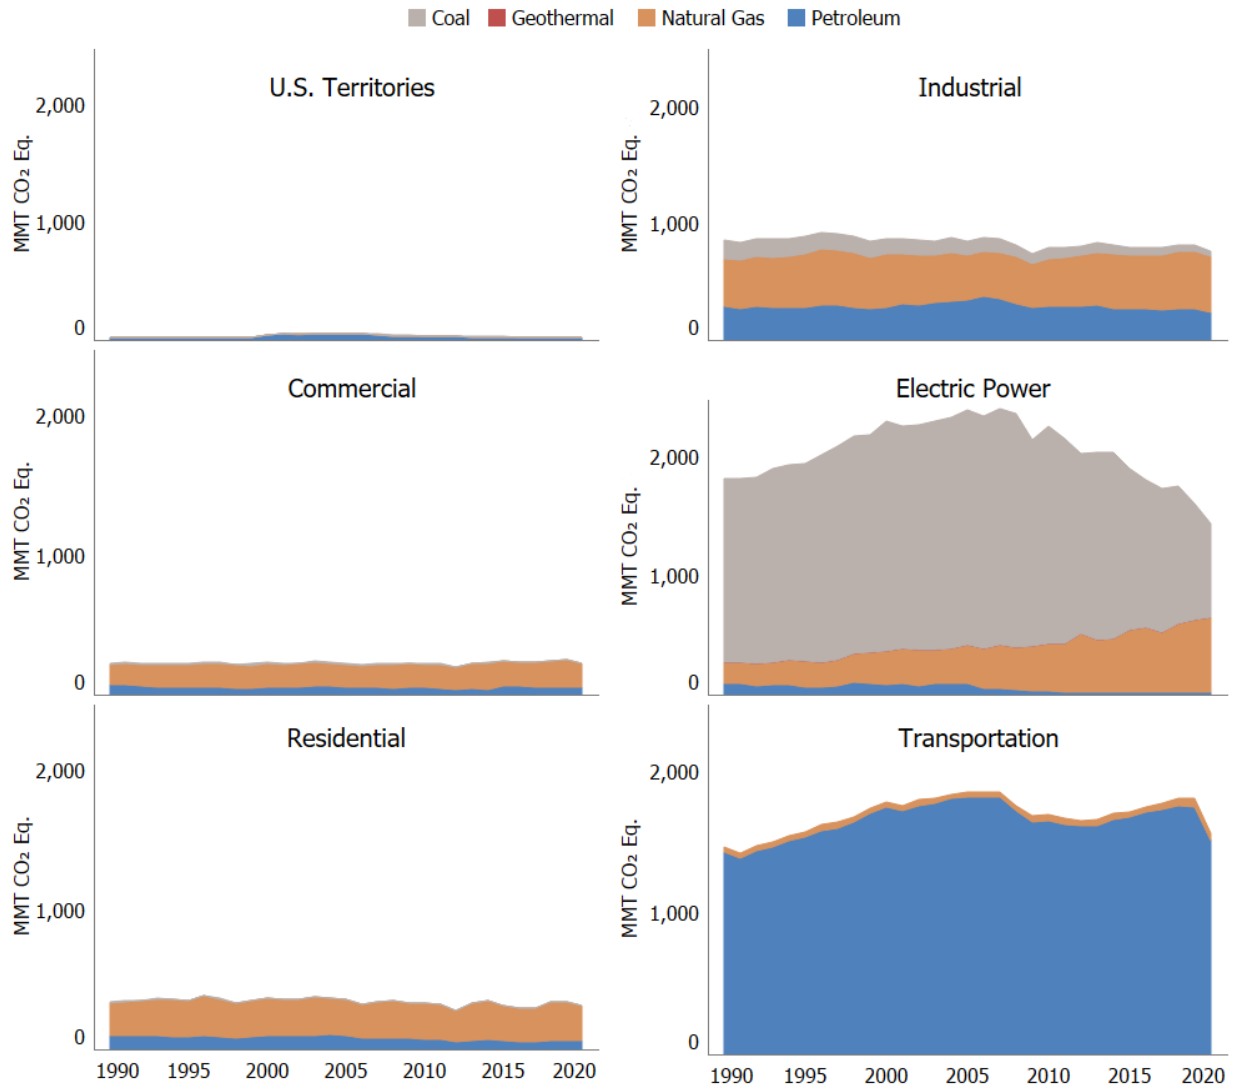 Coal Geothermal Natural Gas Petroleum
U.S. Territories
2,000
1,000
0
MMT CO₂ Eq.
Industrial
2,000
1,000
0
MMT CO₂ Eq.
Commercial
2,000
1,000
0
MMT CO₂ Eq.
Electric Power
2,000
1,000
0
MMT CO₂ Eq.
Residential
2,000
1,000
0
MMT CO₂ Eq.
1990 1995 2000 2005 2010 2015 2020
Transportation
2,000
1,000
0
MMT CO₂ Eq.
1990 1995 2000 2005 2010 2015 2020